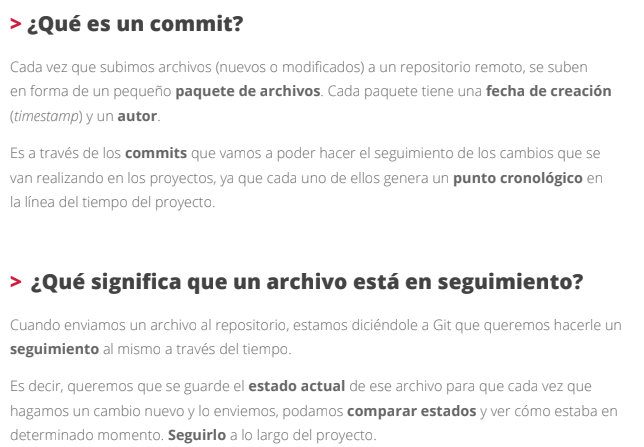 > ¿Qué es un commit?
Cada vez que subimos archivos (nuevos o modificados) a un repositorio remoto, se suben
en forma de un pequeño paquete de archivos. Cada paquete tiene una fecha de creación
(timestamp) y un autor.
Es a través de los commits que vamos a poder hacer el seguimiento de los cambios que se
van realizando en los proyectos, ya que cada uno de ellos genera un punto cronológico en
la línea del tiempo del proyecto.
> ¿Qué significa que un archivo está en seguimiento?
Cuando enviamos un archivo al repositorio, estamos diciéndole a Git que queremos hacerle un
seguimiento al mismo a través del tiempo.
Es decir, queremos que se guarde el estado actual de ese archivo para que cada vez que
hagamos un cambio nuevo y lo enviemos, podamos comparar estados y ver cómo estaba en
determinado momento. Seguirlo a lo largo del proyecto.